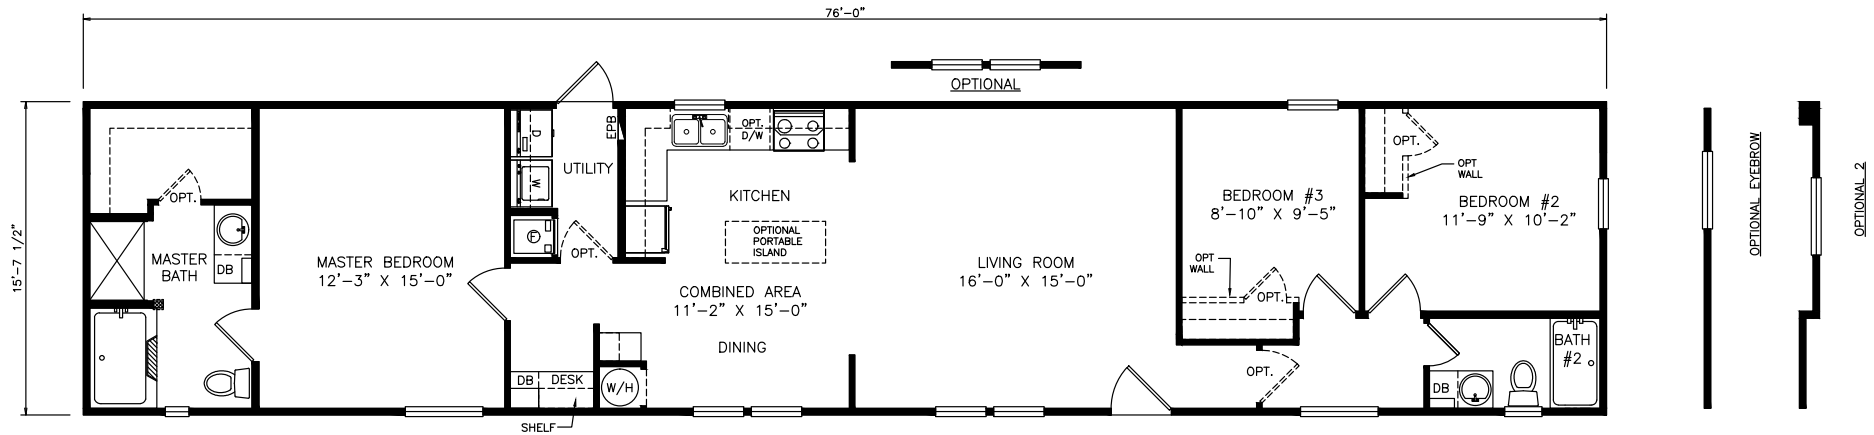 76'-0"
OPTIONAL
15'-7 1/2"
OPT.
MASTER
BATH
DB
MASTER BEDROOM
12'-3" X 15'-0"
D
W
F
UTILITY
EPB
OPT.
DB
DESK
SHELF
OPT.
D/W
KITCHEN
OPTIONAL
PORTABLE
ISLAND
COMBINED AREA
11'-2" X 15'-0"
DINING
W/H
LIVING ROOM
16'-0" X 15'-0"
BEDROOM #3
8'-10" X 9'-5"
OPT
WALL
OPT.
OPT.
OPT.
OPT
WALL
BEDROOM #2
11'-9" X 10'-2"
BATH
#2
DB
OPTIONAL EYEBROW
OPTIONAL 2